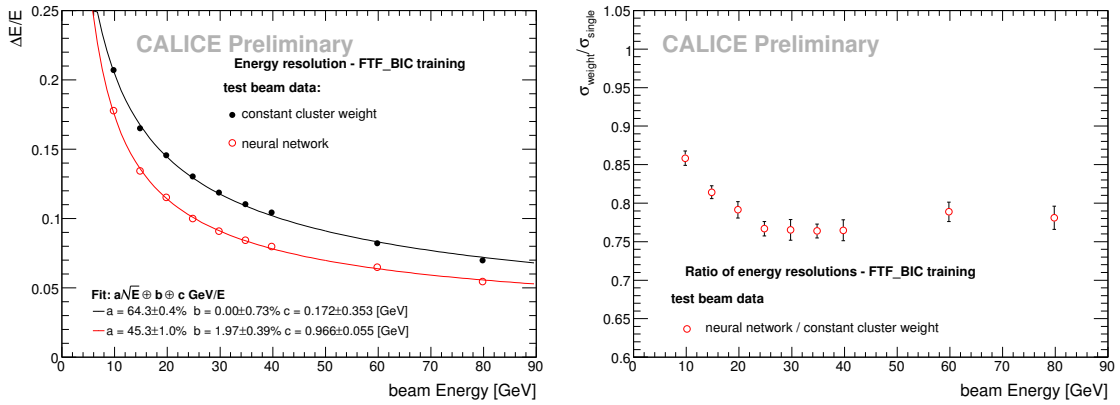 ΔE/E
0.25
0.2
0.15
0.1
0.05
0
CALICE Preliminary
Energy resolution - FTF_BIC training
test beam data:
constant cluster weight
neural network
Fit: a/√E ⊕ b ⊕ c GeV/E
a = 64.3±0.4% b = 0.00±0.73% c = 0.172±0.353 [GeV]
a = 45.3±1.0% b = 1.97±0.39% c = 0.966±0.055 [GeV]
0 10 20 30 40 50 60 70 80 90
beam Energy [GeV]
σweight/σsingle
1.05
1
0.95
0.9
0.85
0.8
0.75
0.7
0.65
0.6
CALICE Preliminary
Ratio of energy resolutions - FTF_BIC training
test beam data
neural network / constant cluster weight
0 10 20 30 40 50 60 70 80 90
beam Energy [GeV]